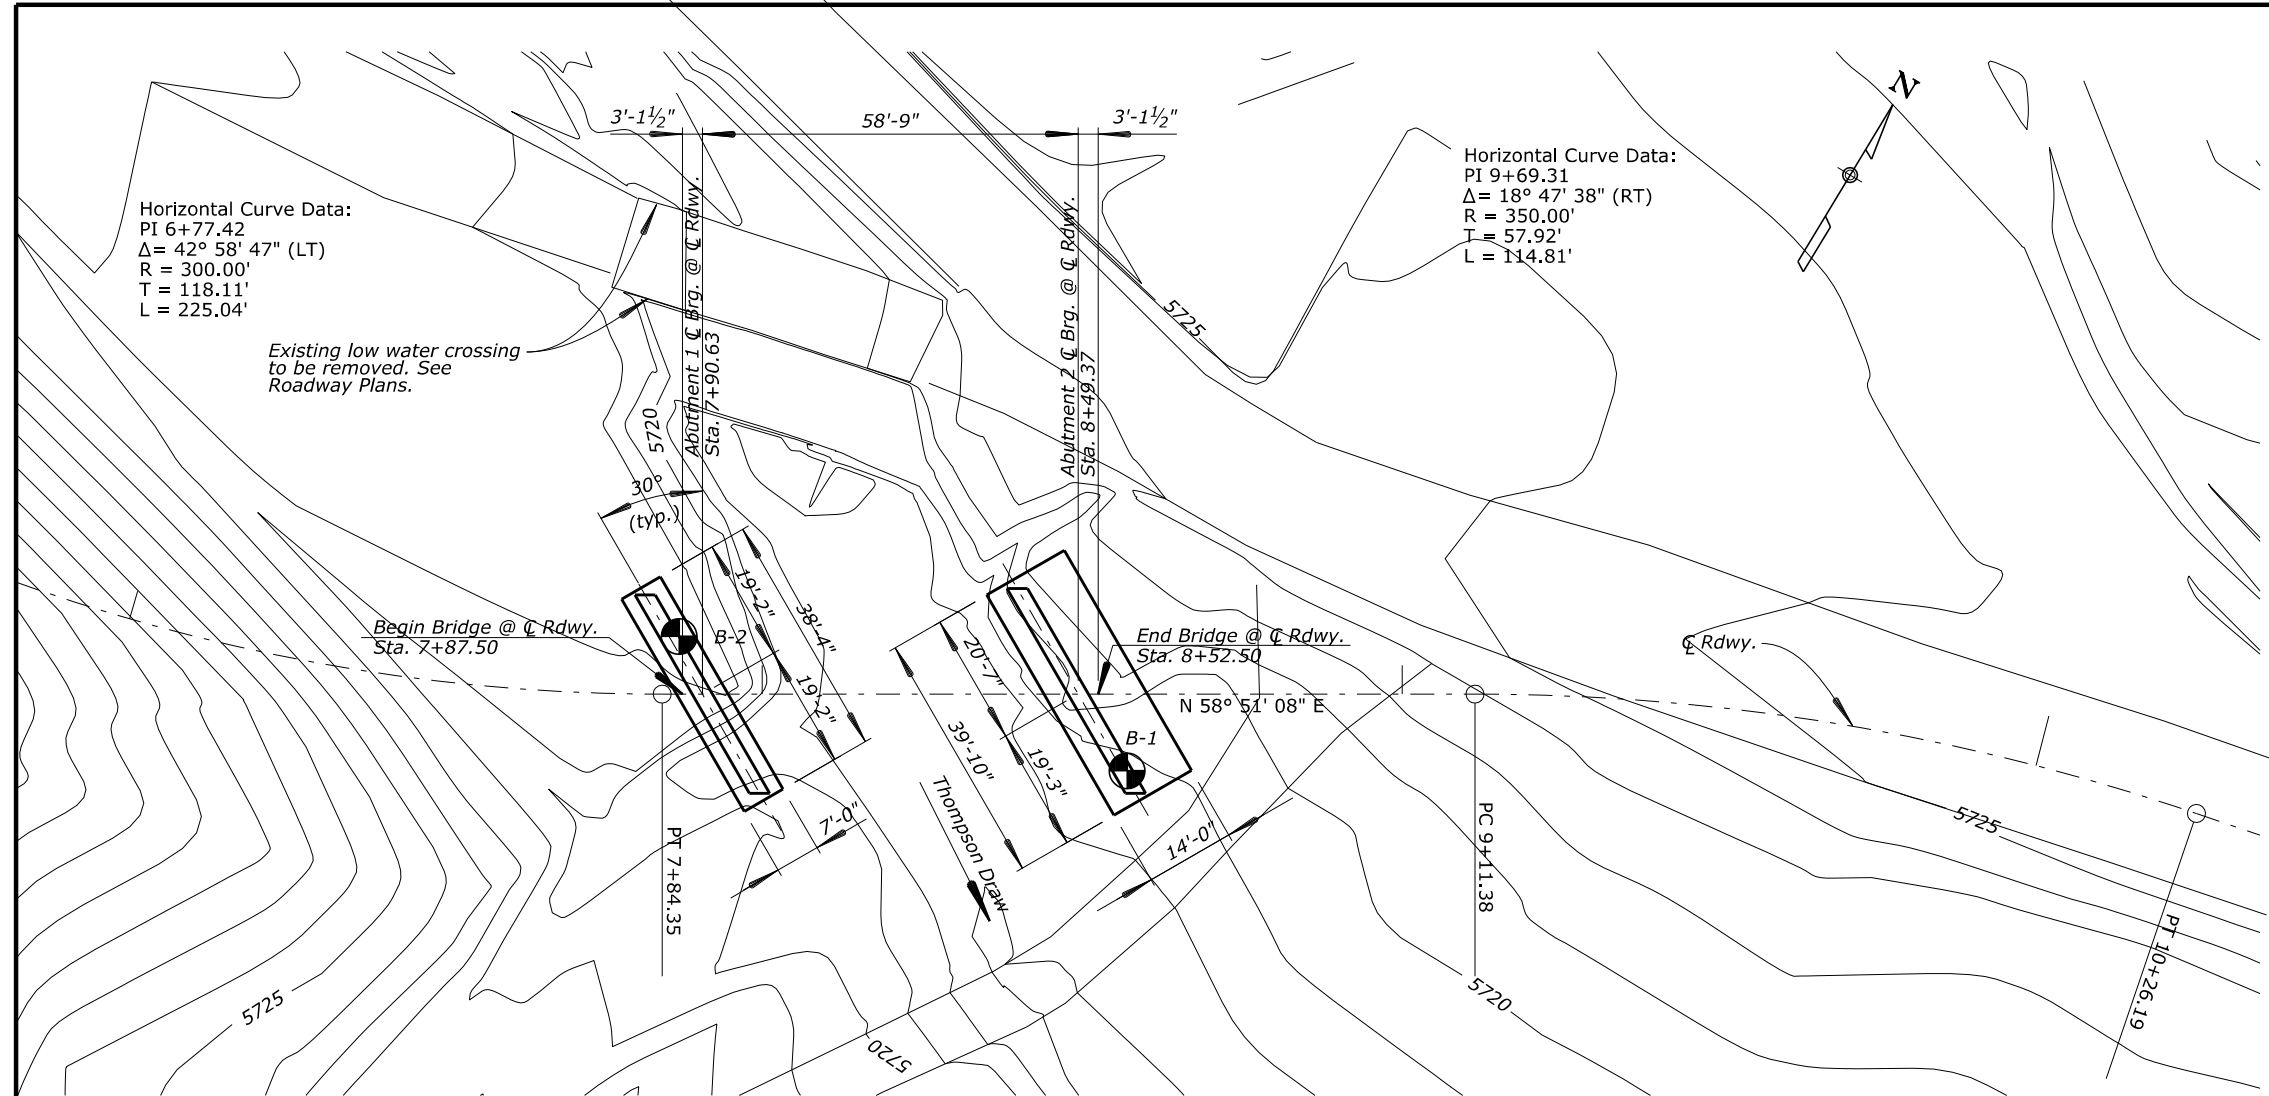 N
3'-1½"
58'-9"
3'-1½"
Horizontal Curve Data:
PI 6+77.42
Δ= 42° 58' 47" (LT)
R = 300.00'
T = 118.11'
L = 225.04'
Horizontal Curve Data:
PI 9+69.31
Δ= 18° 47' 38" (RT)
R = 350.00'
T = 57.92'
L = 114.81'
Existing low water crossing
to be removed. See
Roadway Plans.
Abutment 1 ℄ Brg. @ ℄ Rdwy.
Sta. 7+90.63
Abutment 2 ℄ Brg. @ ℄ Rdwy.
Sta. 8+49.37
5725
5720
30°
(typ.)
19'-2"
38'-4"
19'-2"
Begin Bridge @ ℄ Rdwy.
Sta. 7+87.50
B-2
20'-7"
39'-10"
19'-3"
End Bridge @ ℄ Rdwy.
Sta. 8+52.50
N 58° 51' 08" E
B-1
℄ Rdwy.
7'-0"
14'-0"
Thompson Draw
PT 7+84.35
PC 9+11.38
PT 10+26.19
5725
5725
5720
5720